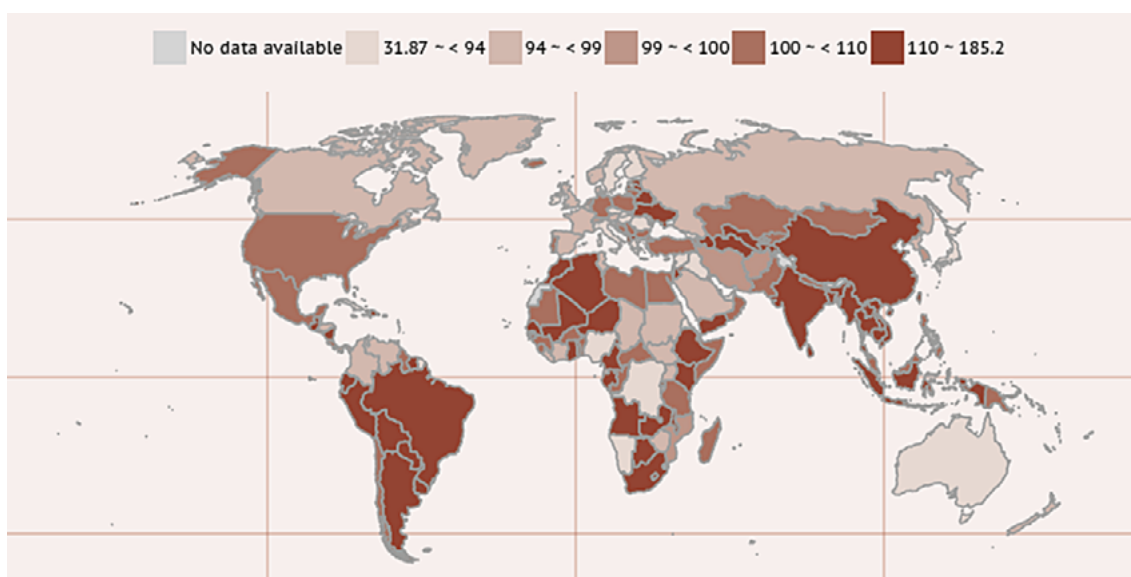 No data available 31.87 ~ < 94 94 ~ < 99 99 ~ < 100 100 ~ < 110 110 ~ 185.2